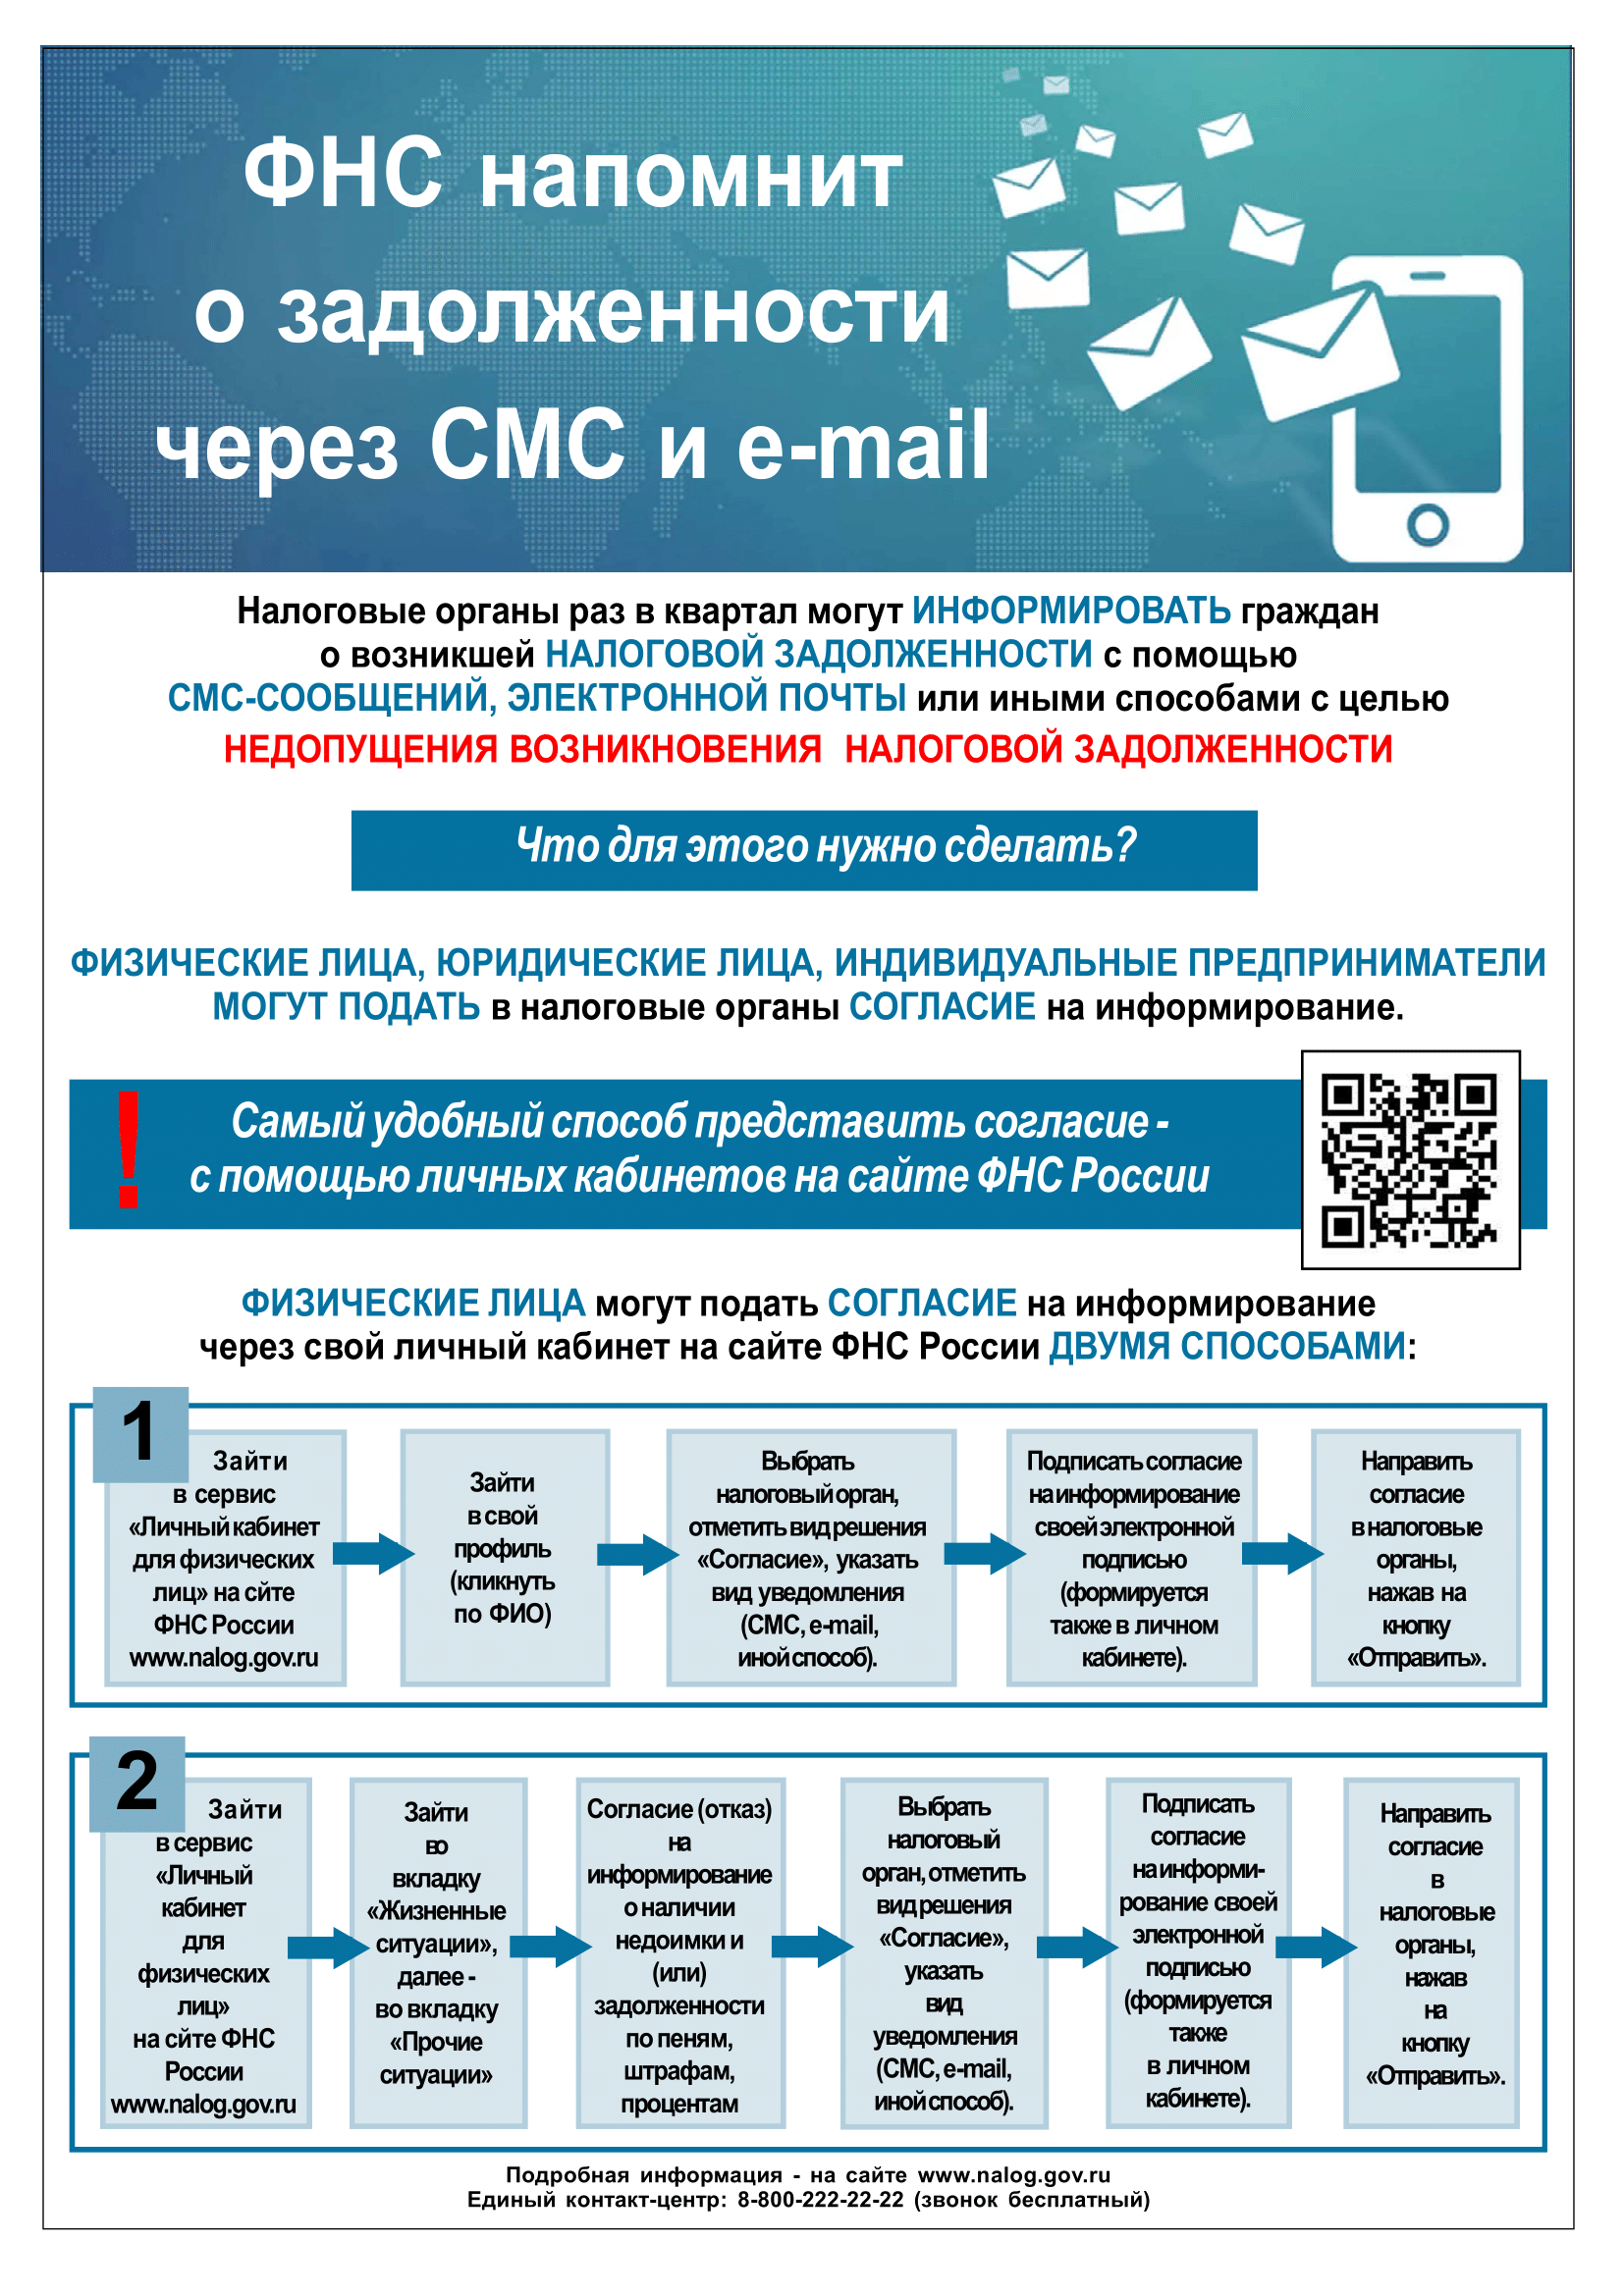 ФНС напомнит
о задолженности
через СМС и e-mail
Налоговые органы раз в квартал могут ИНФОРМИРОВАТЬ граждан
о возникшей НАЛОГОВОЙ ЗАДОЛЖЕННОСТИ с помощью
СМС-СООБЩЕНИЙ, ЭЛЕКТРОННОЙ ПОЧТЫ или иными способами с целью
НЕДОПУЩЕНИЯ ВОЗНИКНОВЕНИЯ НАЛОГОВОЙ ЗАДОЛЖЕННОСТИ
Что для этого нужно сделать?
ФИЗИЧЕСКИЕ ЛИЦА, ЮРИДИЧЕСКИЕ ЛИЦА, ИНДИВИДУАЛЬНЫЕ ПРЕДПРИНИМАТЕЛИ
МОГУТ ПОДАТЬ в налоговые органы СОГЛАСИЕ на информирование.
!
Самый удобный способ представить согласие -
с помощью личных кабинетов на сайте ФНС России
ФИЗИЧЕСКИЕ ЛИЦА могут подать СОГЛАСИЕ на информирование
через свой личный кабинет на сайте ФНС России ДВУМЯ СПОСОБАМИ:
1
Зайти
в сервис
«Личный кабинет
для физических
лиц» на сйте
ФНС России
www.nalog.gov.ru
Зайти
в свой
профиль
(кликнуть
по ФИО)
Выбрать
налоговый орган,
отметить вид решения
«Согласие», указать
вид уведомления
(СМС, e-mail,
иной способ).
Подписать согласие
на информирование
своей электронной
подписью
(формируется
также в личном
кабинете).
Направить
согласие
в налоговые
органы,
нажав на
кнопку
«Отправить».
2
Зайти
в сервис
«Личный
кабинет
для
физических
лиц»
на сйте ФНС
России
www.nalog.gov.ru
Зайти
во
вкладку
«Жизненные
ситуации»,
далее -
во вкладку
«Прочие
ситуации»
Согласие (отказ)
на
информирование
о наличии
недоимки и
(или)
задолженности
по пеням,
штрафам,
процентам
Выбрать
налоговый
орган, отметить
вид решения
«Согласие»,
указать
вид
уведомления
(СМС, e-mail,
иной способ).
Подписать
согласие
на информи-
рование своей
электронной
подписью
(формируется
также
в личном
кабинете).
Направить
согласие
в
налоговые
органы,
нажав
на
кнопку
«Отправить».
Подробная информация - на сайте www.nalog.gov.ru
Единый контакт-центр: 8-800-222-22-22 (звонок бесплатный)